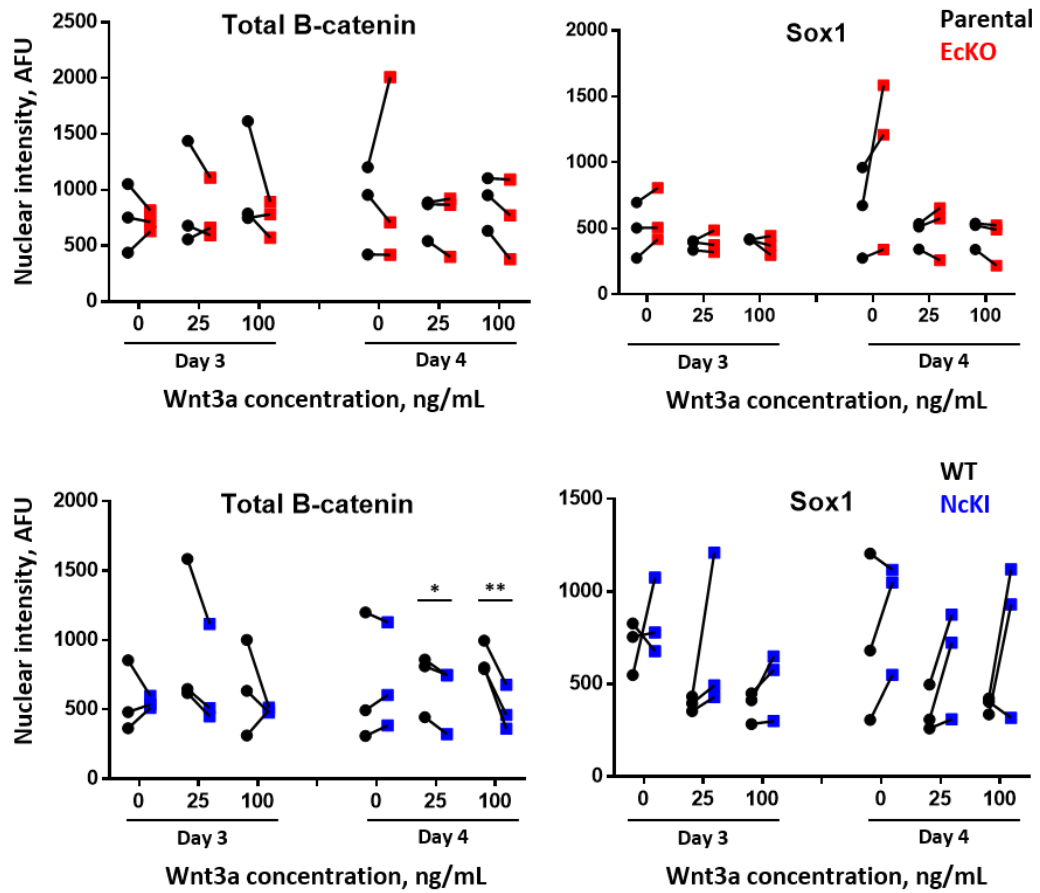 Total B-catenin
Nuclear intensity, AFU
2500
2000
1500
1000
500
0
0 25 100 0 25 100
Day 3 Day 4
Wnt3a concentration, ng/mL
Sox1
Parental
EcKO
2000
1500
1000
500
0
0 25 100 0 25 100
Day 3 Day 4
Wnt3a concentration, ng/mL
Total B-catenin
Nuclear intensity, AFU
2000
1500
1000
500
0
* **
0 25 100 0 25 100
Day 3 Day 4
Wnt3a concentration, ng/mL
Sox1
WT
NcKI
1500
1000
500
0
0 25 100 0 25 100
Day 3 Day 4
Wnt3a concentration, ng/mL